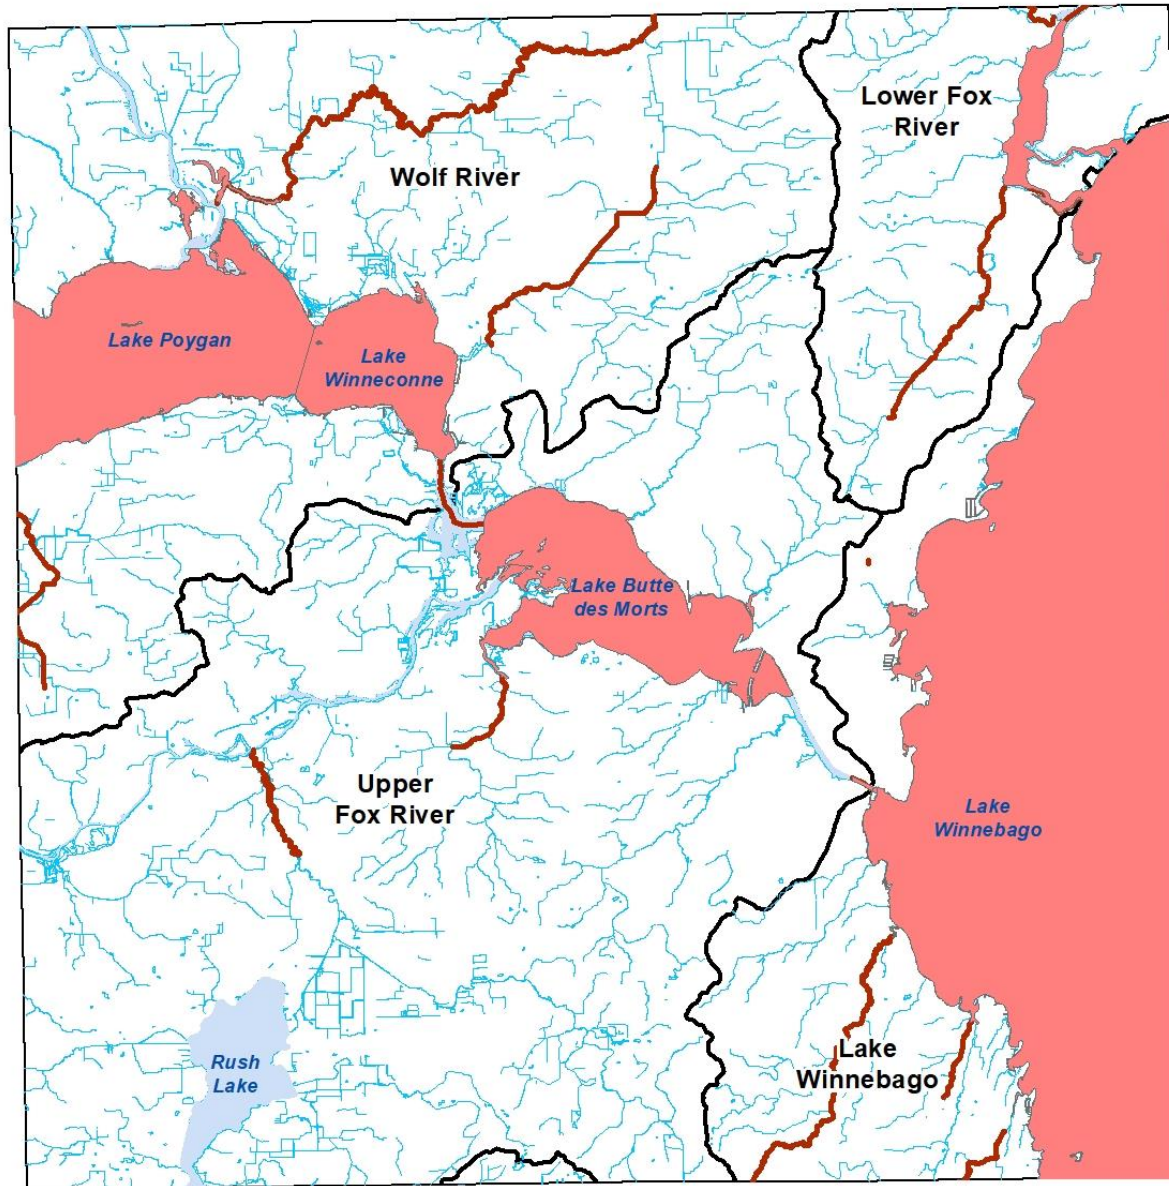 Lower Fox
River
Wolf River
Lake Poygan
Lake
Winneconne
Lake Butte
des Morts
Upper
Fox River
Lake
Winnebago
Rush
Lake
Lake
Winnebago